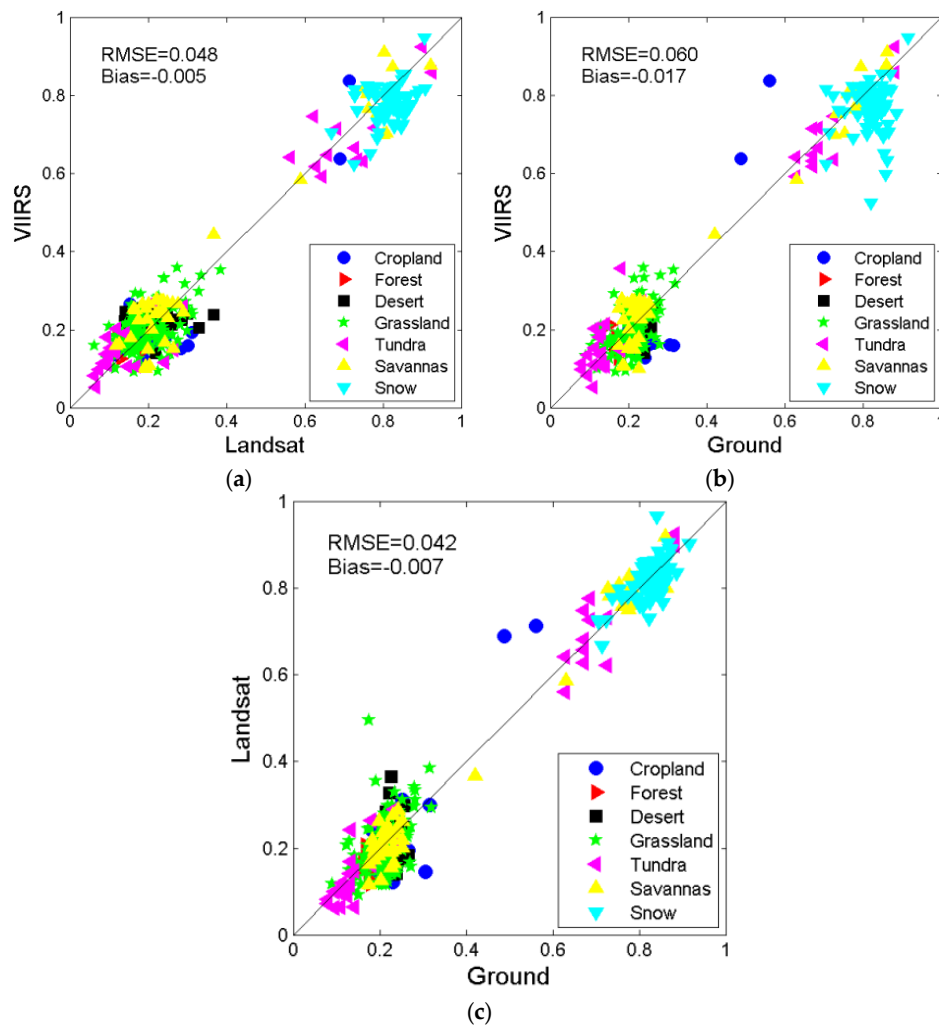 RMSE=0.048
Bias=-0.005
VIIRS
1
0.8
0.6
0.4
0.2
0
Cropland
Forest
Desert
Grassland
Tundra
Savannas
Snow
0 0.2 0.4 0.6 0.8 1
Landsat
(a)
RMSE=0.060
Bias=-0.017
VIIRS
1
0.8
0.6
0.4
0.2
0
Cropland
Forest
Desert
Grassland
Tundra
Savannas
Snow
0 0.2 0.4 0.6 0.8
Ground
(b)
RMSE=0.042
Bias=-0.007
Landsat
1
0.8
0.6
0.4
0.2
0
Cropland
Forest
Desert
Grassland
Tundra
Savannas
Snow
0 0.2 0.4 0.6 0.8 1
Ground
(c)